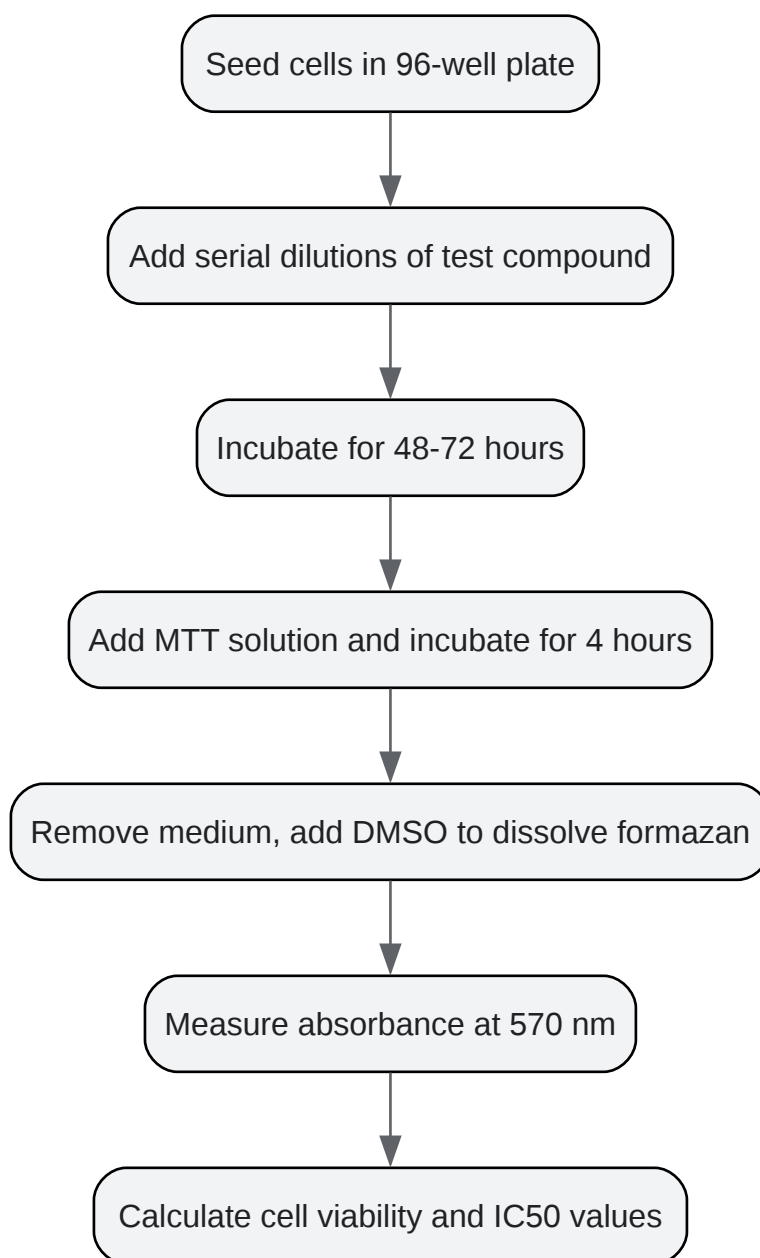 Seed cells in 96-well plate
Add serial dilutions of test compound
Incubate for 48-72 hours
Add MTT solution and incubate for 4 hours
Remove medium, add DMSO to dissolve formazan
Measure absorbance at 570 nm
Calculate cell viability and IC50 values